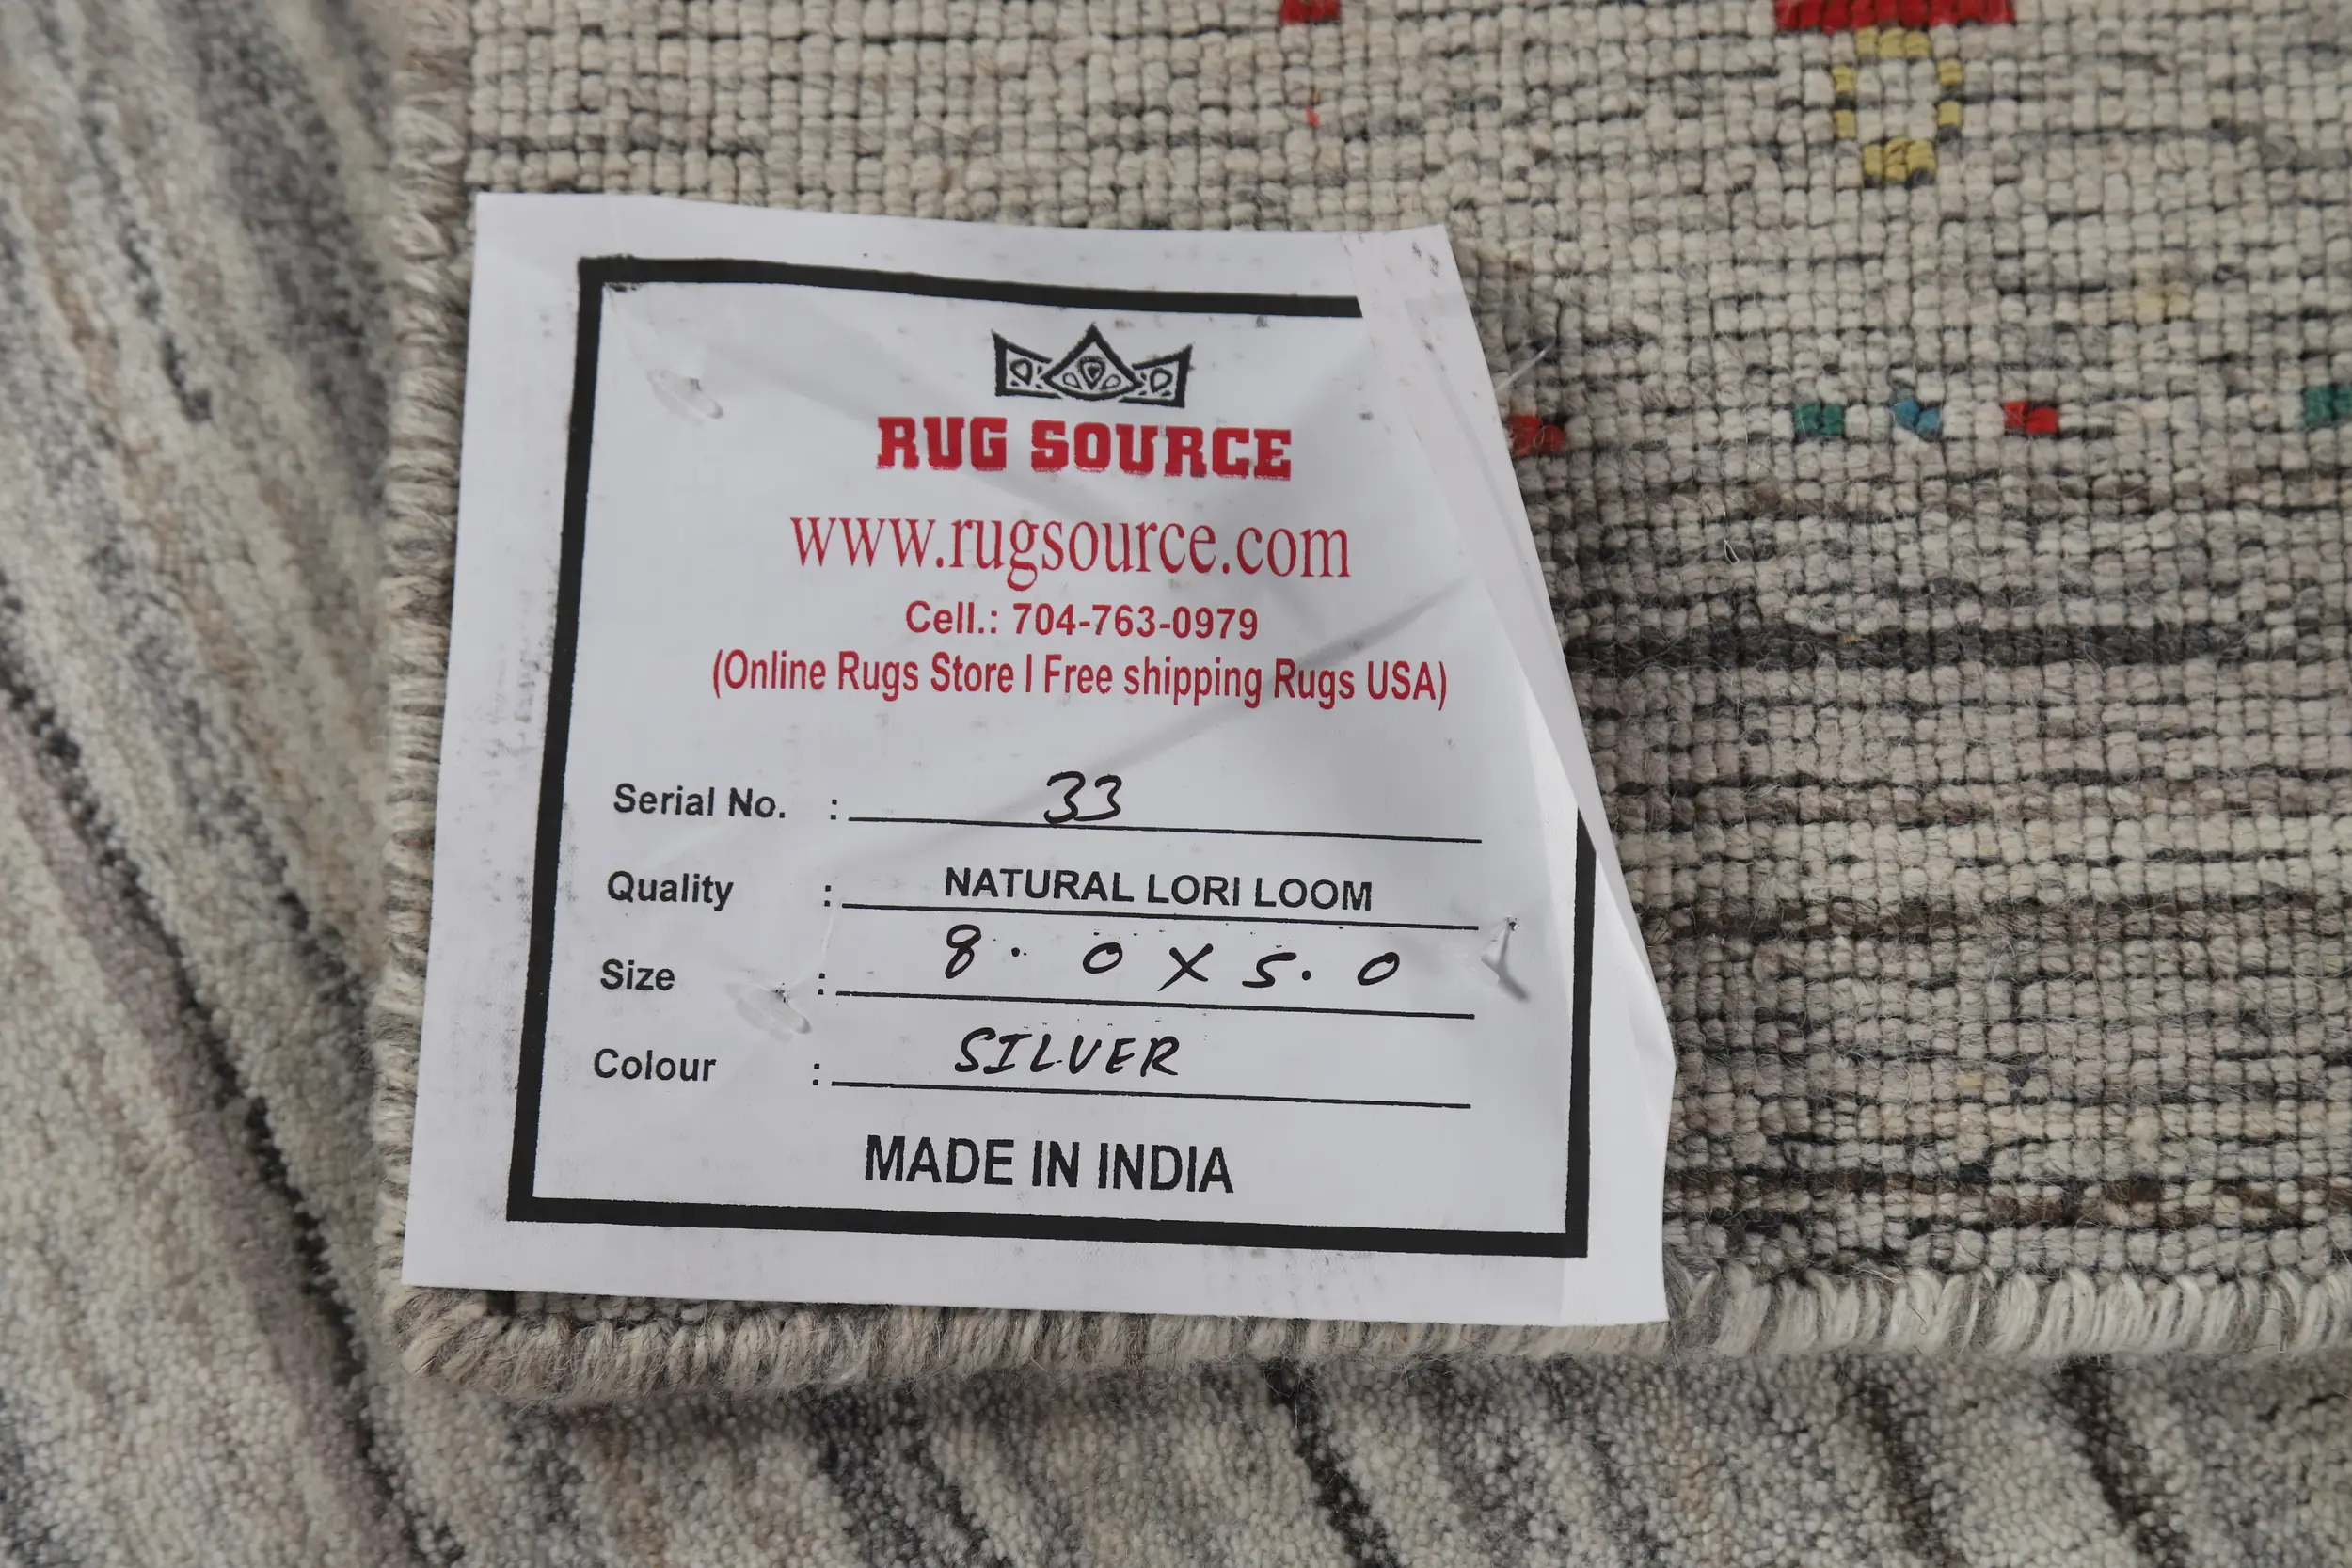 RUG SOURCE
www.rugsource.com
Cell.: 704-763-0979
(Online Rugs Store I Free shipping Rugs USA)
Serial No. : 33
Quality : NATURAL LORI LOOM
Size : 8.0 X 5.0
Colour : SILVER
MADE IN INDIA